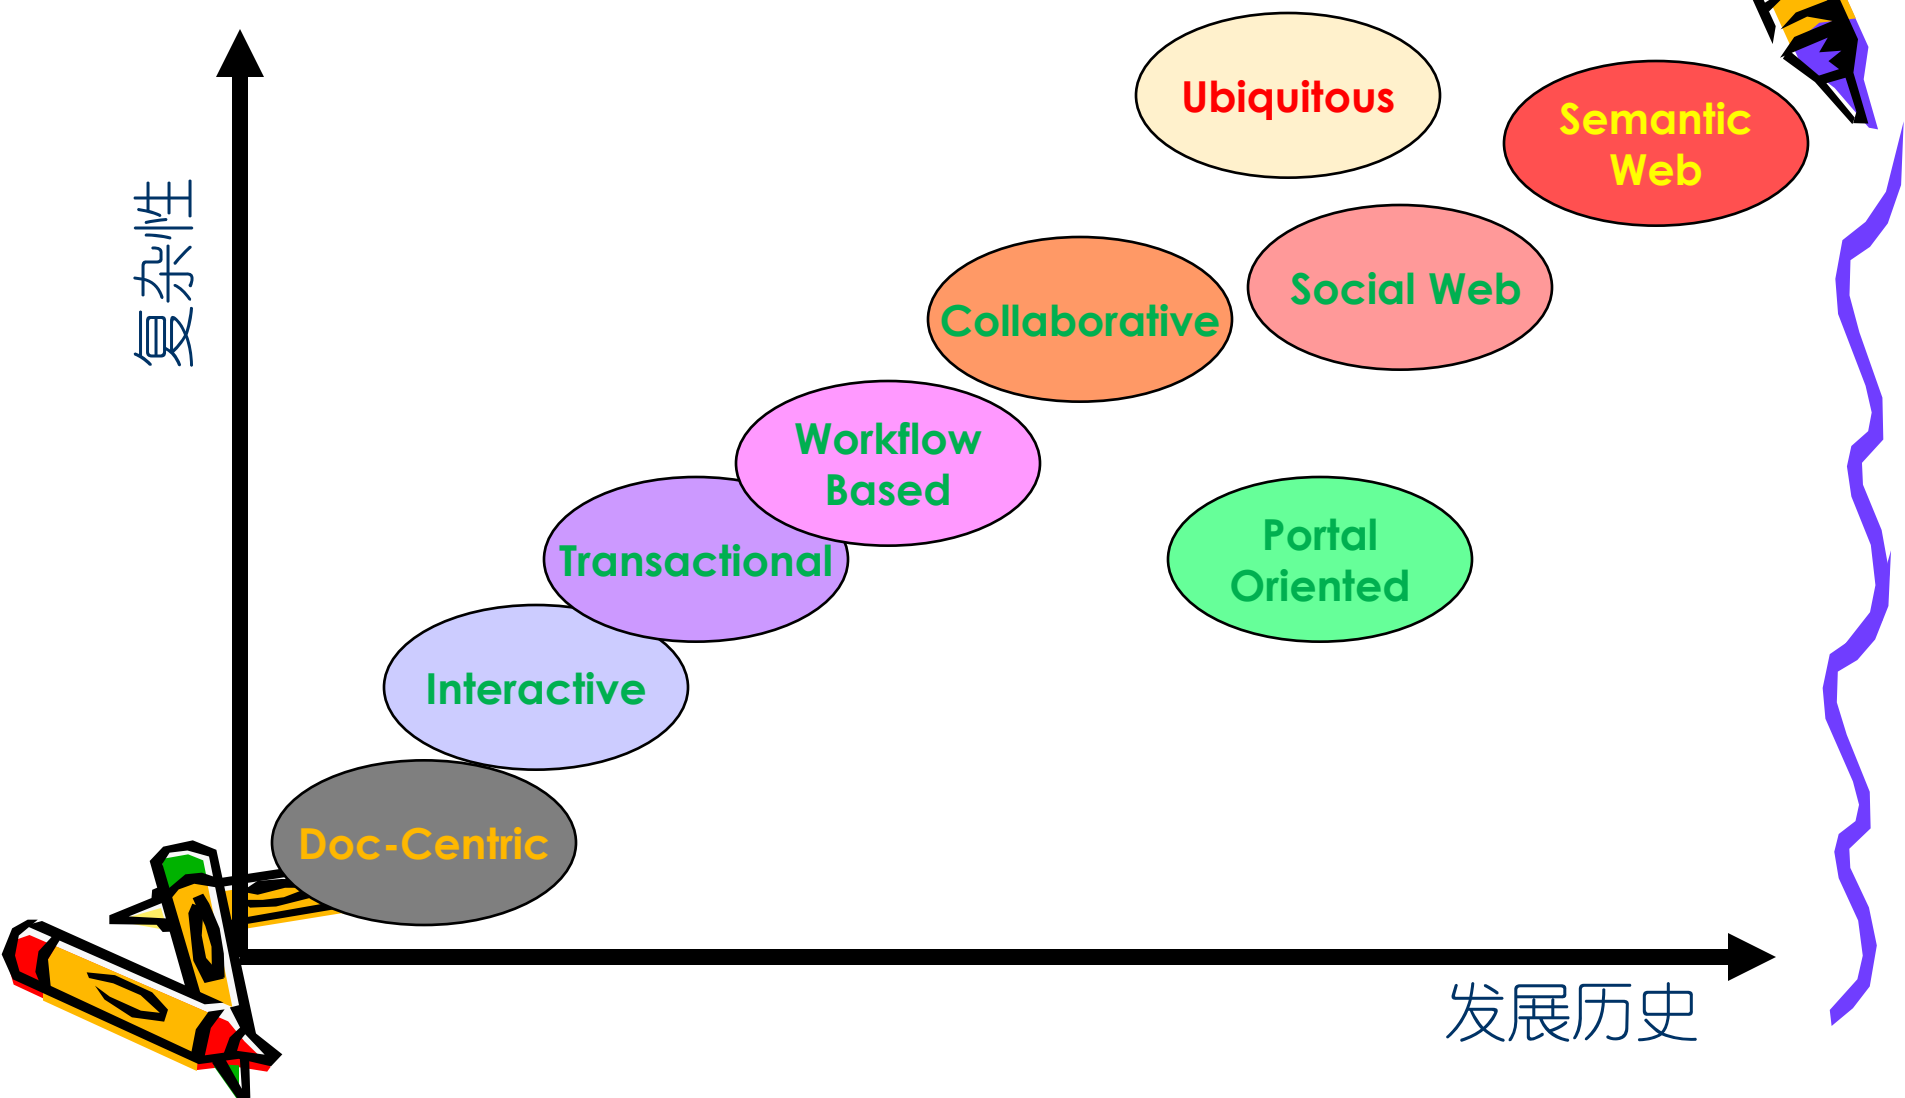 Ubiquitous
Semantic
Web
复杂性
Social Web
Collaborative
Workflow
Based
Portal
Oriented
Transactional
Interactive
Doc-Centric
发展历史